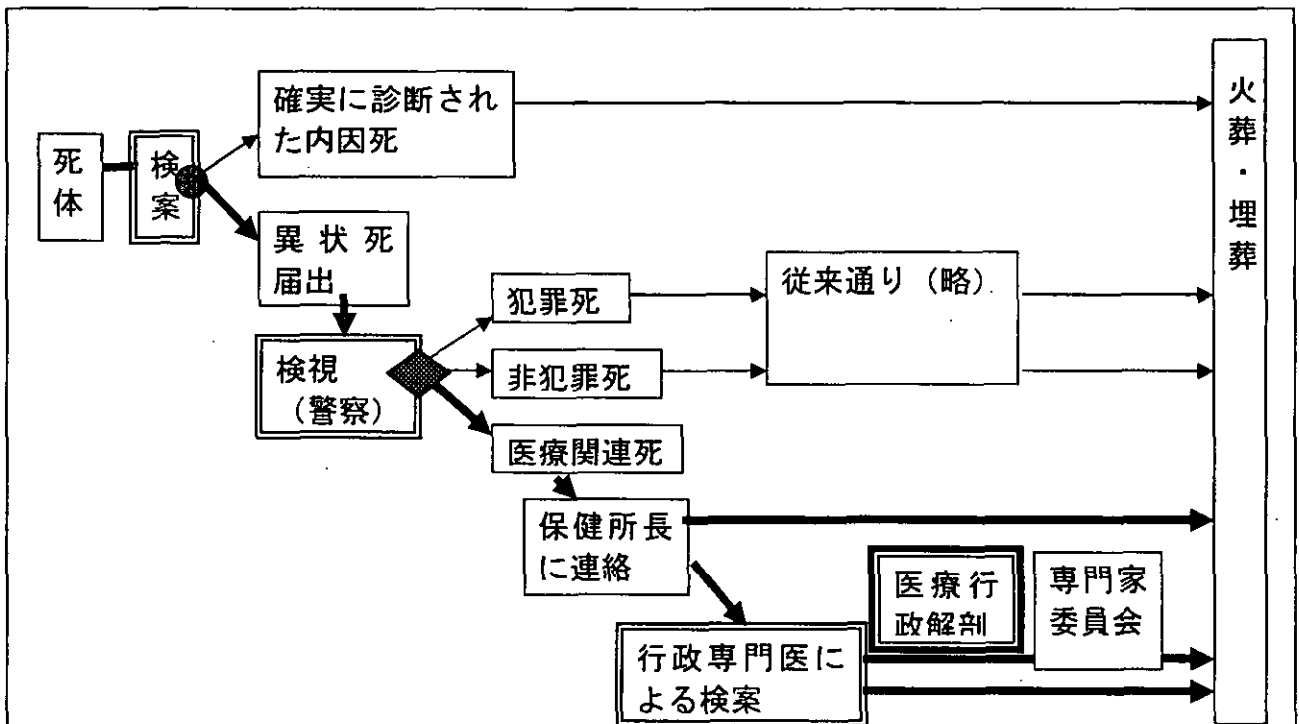 死
体
検
案
確実に診断され
た内因死
異状死
届出
検視
（警察）
犯罪死
非犯罪死
医療関連死
従来通り（略）
保健所長
に連絡
行政専門医に
よる検案
医療行
政解剖
専門家
委員会
火
葬
・
埋
葬